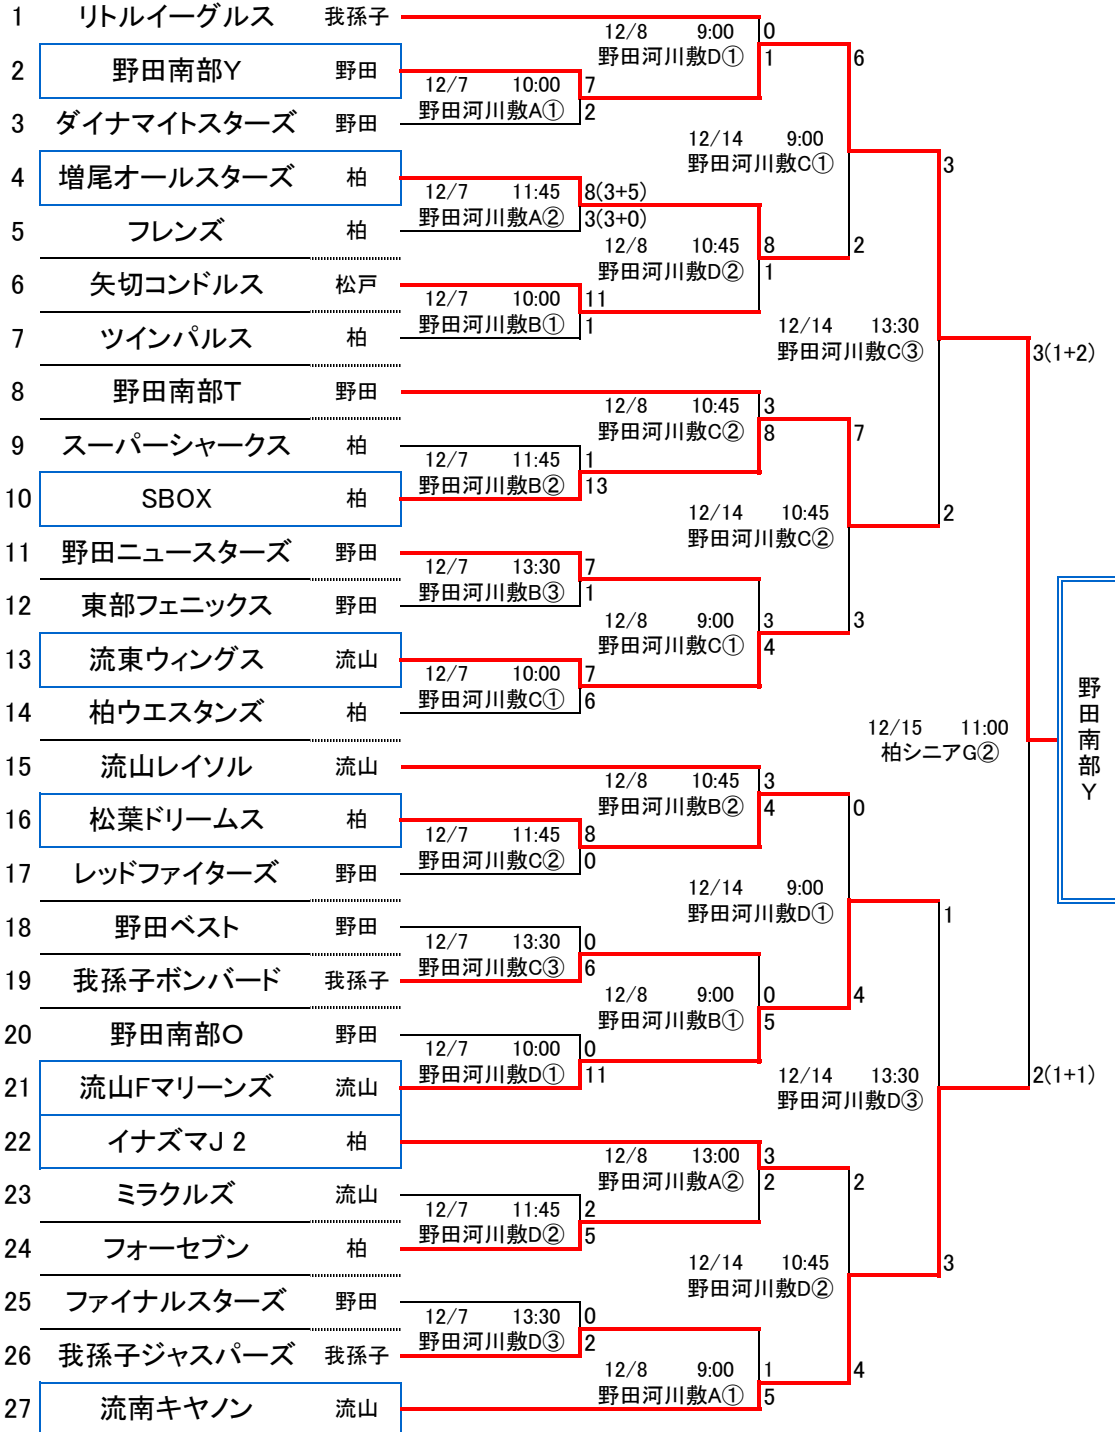 1 リトルイーグルス 我孫子
12/8 9:00 0
野田河川敷D① 1
6
2 野田南部Y 野田
12/7 10:00 7
野田河川敷A① 2
3 ダイナマイトスターズ 野田
12/14 9:00
野田河川敷C①
3
4 増尾オールスターズ 柏
12/7 11:45 8(3+5)
野田河川敷A② 3(3+0)
5 フレンズ 柏
12/8 10:45 8
野田河川敷D② 1
2
6 矢切コンドルス 松戸
12/7 10:00 11
野田河川敷B① 1
7 ツインパルス 柏
12/14 13:30
野田河川敷C③
3(1+2)
8 野田南部T 野田
12/8 10:45 3
野田河川敷C② 8
7
9 スーパーシャークス 柏
12/7 11:45 1
野田河川敷B② 13
10 SBOX 柏
12/14 10:45
野田河川敷C②
2
11 野田ニュースターズ 野田
12/7 13:30 7
野田河川敷B③ 1
12 東部フェニックス 野田
12/8 9:00 3
野田河川敷C① 4
3
13 流東ウィングス 流山
12/7 10:00 7
野田河川敷C① 6
14 柏ウエスタンズ 柏
12/15 11:00
柏シニアG②
野田南部Y
15 流山レイソル 流山
12/8 10:45 3
野田河川敷B② 4
0
16 松葉ドリームス 柏
12/7 11:45 8
野田河川敷C② 0
17 レッドファイターズ 野田
12/14 9:00
野田河川敷D①
1
18 野田ベスト 野田
12/7 13:30 0
野田河川敷C③ 6
19 我孫子ボンバード 我孫子
12/8 9:00 0
野田河川敷B① 5
4
20 野田南部O 野田
12/7 10:00 0
野田河川敷D① 11
21 流山Fマリーンズ 流山
12/14 13:30
野田河川敷D③
2(1+1)
22 イナズマJ 2 柏
12/8 13:00 3
野田河川敷A② 2
2
23 ミラクルズ 流山
12/7 11:45 2
野田河川敷D② 5
24 フォーセブン 柏
12/14 10:45
野田河川敷D②
3
25 ファイナルスターズ 野田
12/7 13:30 0
野田河川敷D③ 2
26 我孫子ジャスパーズ 我孫子
12/8 9:00 1
野田河川敷A① 5
4
27 流南キヤノン 流山